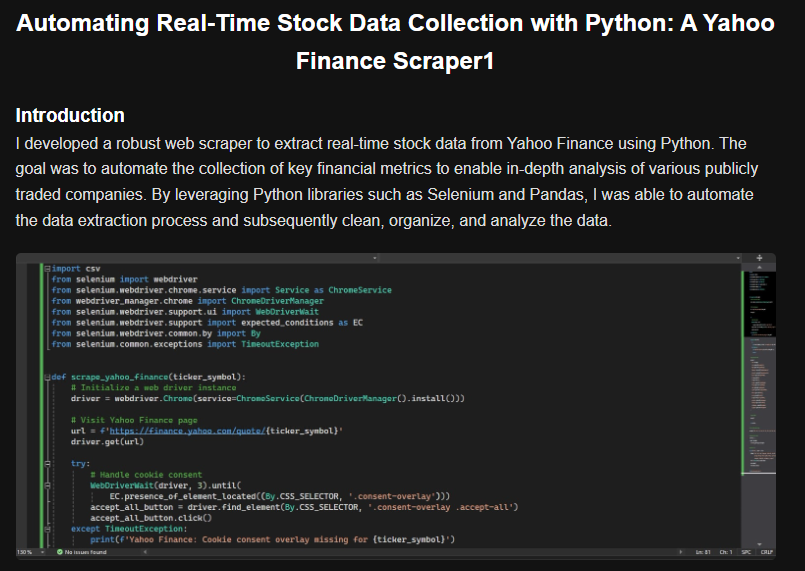 Automating Real-Time Stock Data Collection with Python: A Yahoo
Finance Scraper1
Introduction
I developed a robust web scraper to extract real-time stock data from Yahoo Finance using Python. The
goal was to automate the collection of key financial metrics to enable in-depth analysis of various publicly
traded companies. By leveraging Python libraries such as Selenium and Pandas, I was able to automate
the data extraction process and subsequently clean, organize, and analyze the data.
import csv
from selenium import webdriver
from selenium.webdriver.chrome.service import Service as ChromeService
from webdriver_manager.chrome import ChromeDriverManager
from selenium.webdriver.support.ui import WebDriverWait
from selenium.webdriver.support import expected_conditions as EC
from selenium.webdriver.common.by import By
from selenium.common.exceptions import TimeoutException
def scrape_yahoo_finance(ticker_symbol):
# Initialize a web driver instance
driver = webdriver.Chrome(service=ChromeService(ChromeDriverManager().install()))
# Visit Yahoo Finance page
url = f'https://finance.yahoo.com/quote/{ticker_symbol}'
driver.get(url)
try:
# Handle cookie consent
WebDriverWait(driver, 3).until(
EC.presence_of_element_located((By.CSS_SELECTOR, '.consent-overlay')))
accept_all_button = driver.find_element(By.CSS_SELECTOR, '.consent-overlay .accept-all')
accept_all_button.click()
except TimeoutException:
print(f'Yahoo Finance: Cookie consent overlay missing for {ticker_symbol}')
130 % No issues found Ln: 81 Ch: 1 SPC CRLF